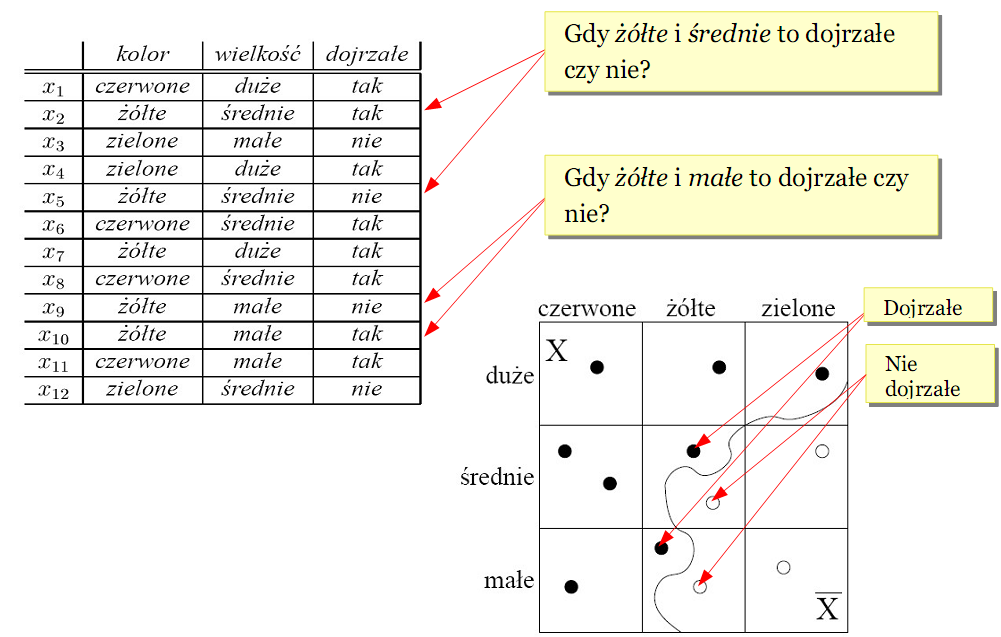 kolor wielkość dojrzałe
x1 czerwone duże tak
x2 żółte średnie tak
x3 zielone małe nie
x4 zielone duże tak
x5 żółte średnie nie
x6 czerwone średnie tak
x7 żółte duże tak
x8 czerwone średnie tak
x9 żółte małe nie
x10 żółte małe tak
x11 czerwone małe tak
x12 zielone średnie nie
Gdy żółte i średnie to dojrzałe
czy nie?
Gdy żółte i małe to dojrzałe czy
nie?
czerwone żółte zielone
X
duże
średnie
małe
X̅
Dojrzałe
Nie
dojrzałe